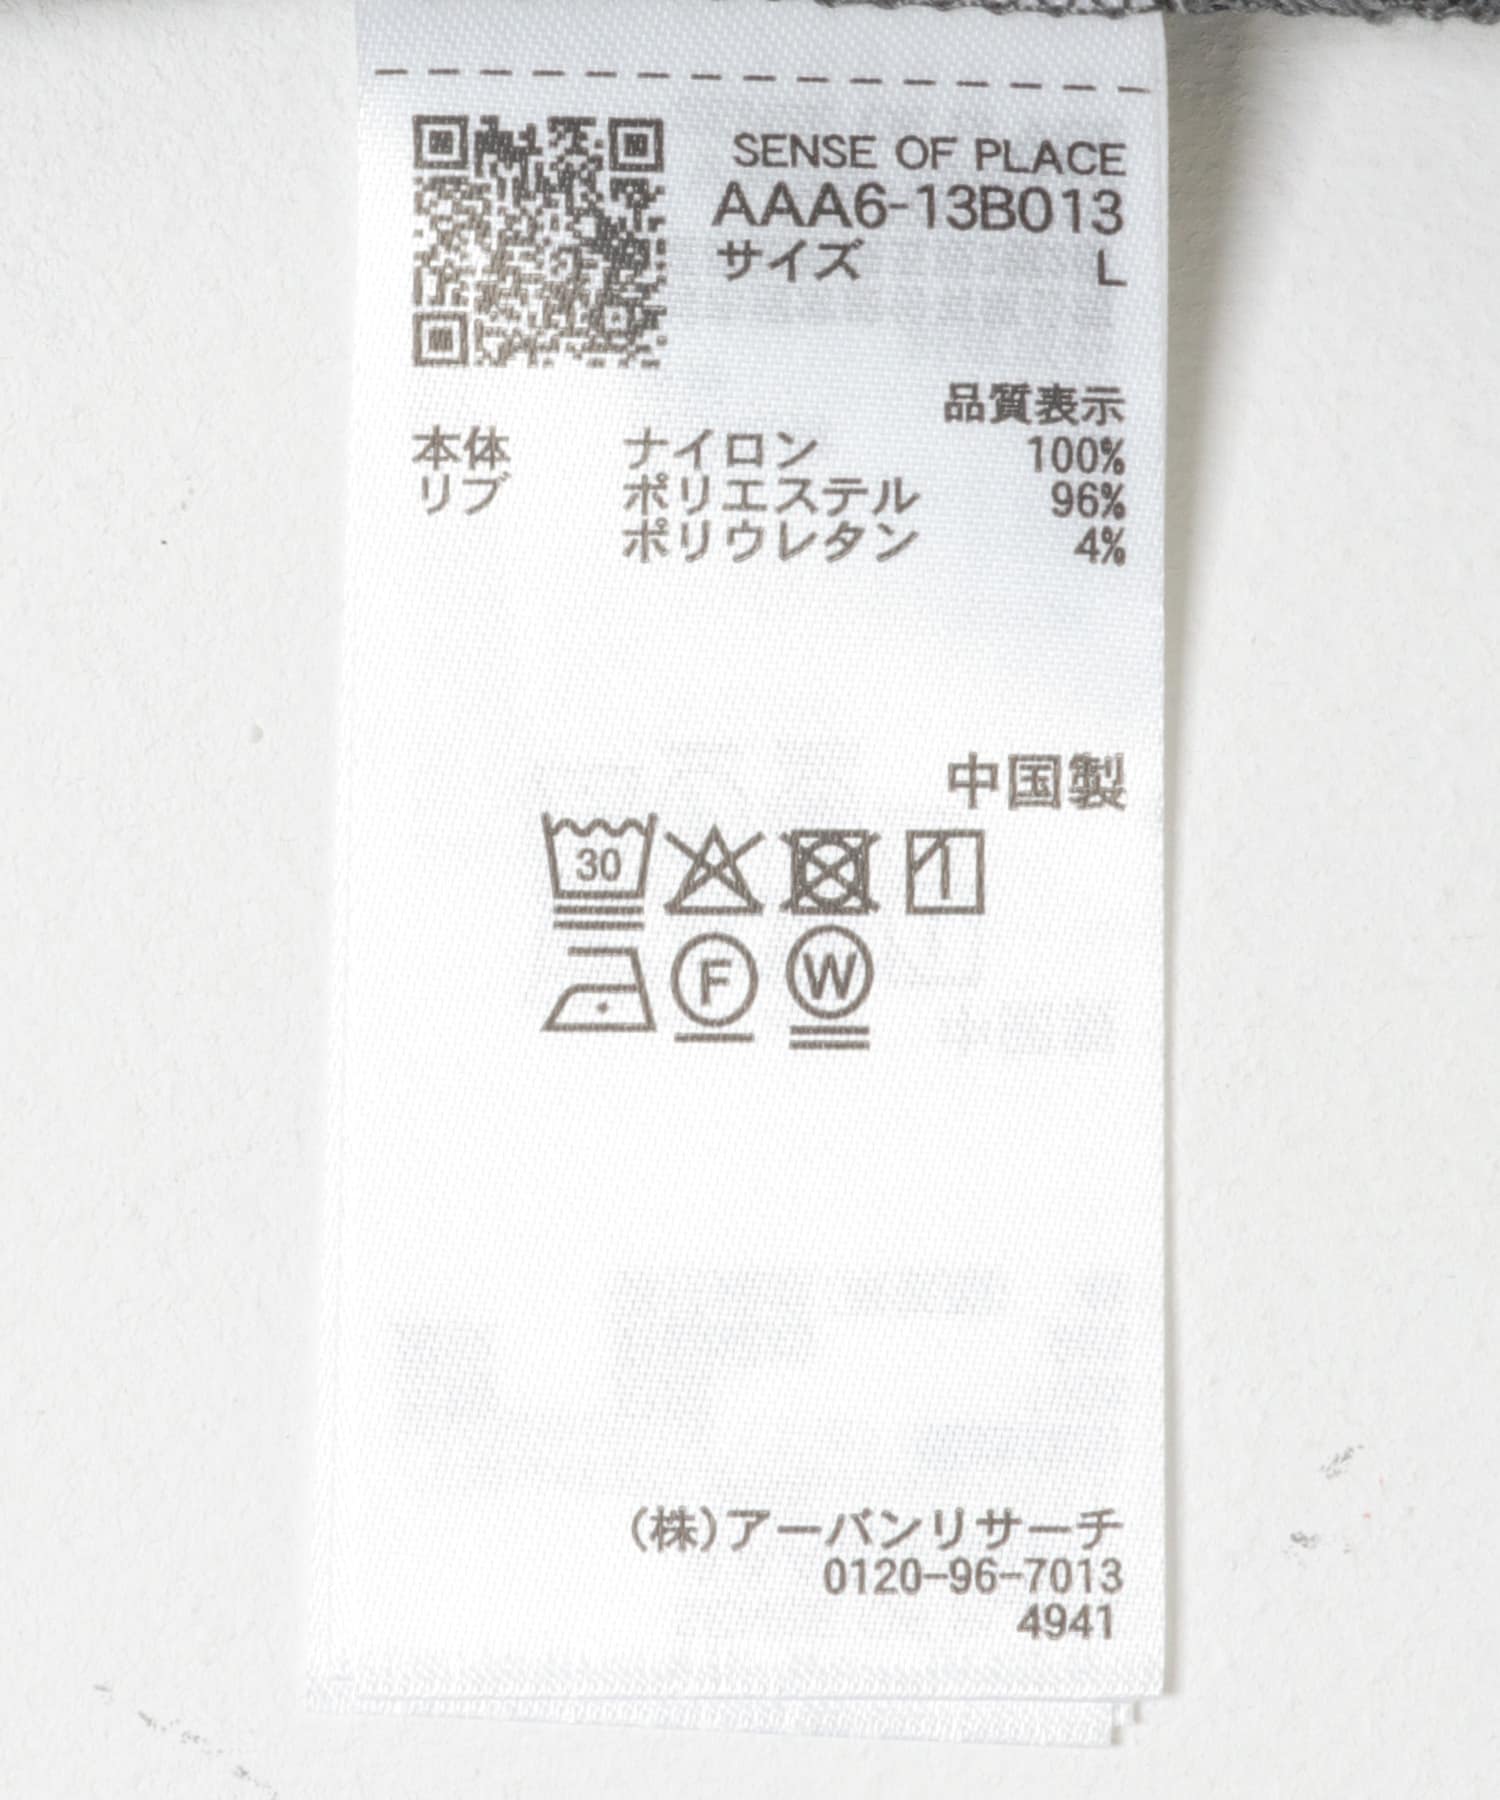 SENSE OF PLACE
AAA6-13B013
サイズ L
品質表示
本体 ナイロン 100%
リブ ポリエステル 96%
ポリウレタン 4%
中国製
30
F W
(株)アーバンリサーチ
0120-96-7013
4941